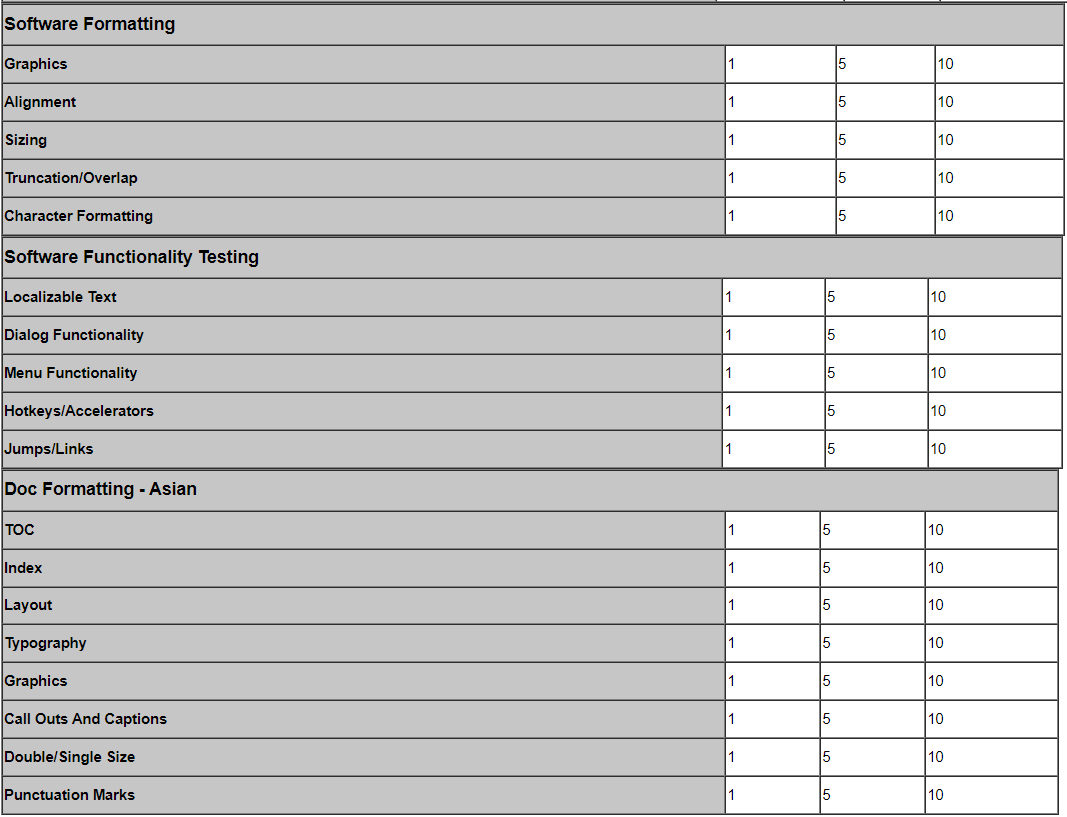 Software Formatting
Graphics 1 5 10
Alignment 1 5 10
Sizing 1 5 10
Truncation/Overlap 1 5 10
Character Formatting 1 5 10
Software Functionality Testing
Localizable Text 1 5 10
Dialog Functionality 1 5 10
Menu Functionality 1 5 10
Hotkeys/Accelerators 1 5 10
Jumps/Links 1 5 10
Doc Formatting - Asian
TOC 1 5 10
Index 1 5 10
Layout 1 5 10
Typography 1 5 10
Graphics 1 5 10
Call Outs And Captions 1 5 10
Double/Single Size 1 5 10
Punctuation Marks 1 5 10